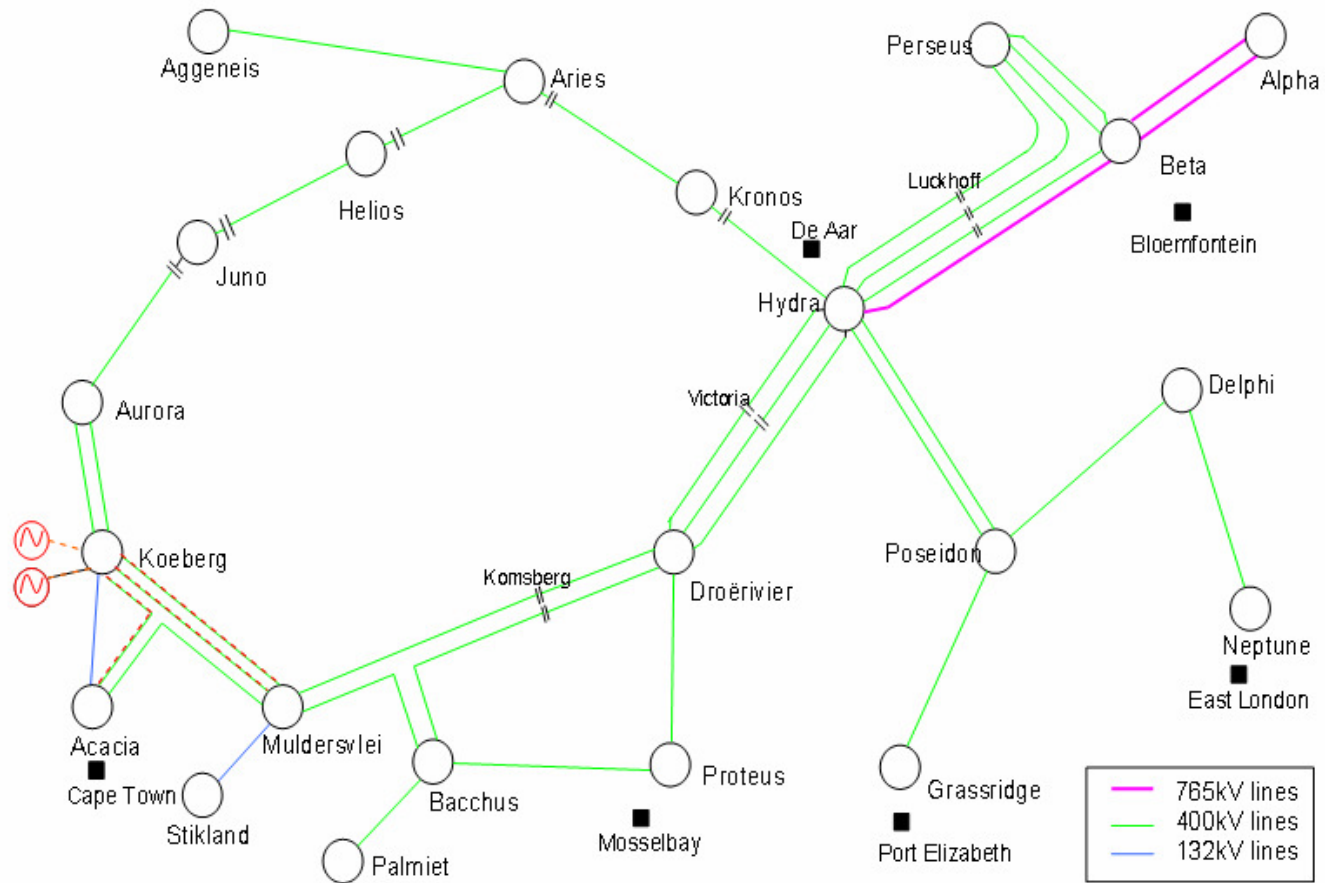 Perseus
Alpha
Aggeneis
Aries
Beta
Luckhoff
Kronos
Helios
De Aar
Bloemfontein
Juno
Hydra
Delphi
Victoria
Aurora
Koeberg
Poseidon
Komsberg
Droërivier
Neptune
East London
Acacia
Muldersvlei
Cape Town
Stikland
Bacchus
Proteus
Grassridge
Mosselbay
Port Elizabeth
Palmiet
765kV lines
400kV lines
132kV lines